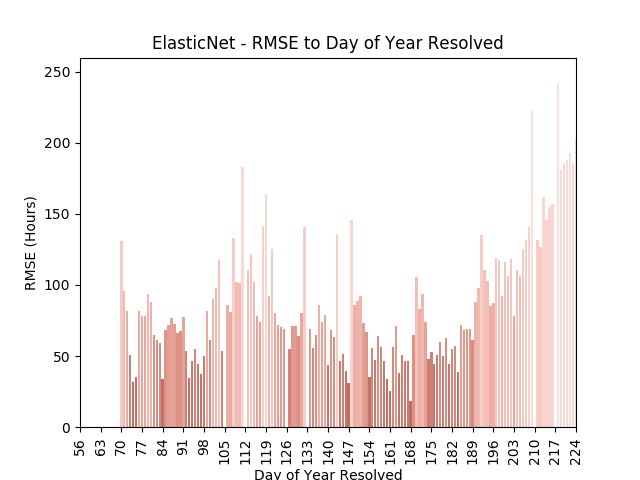 ElasticNet - RMSE to Day of Year Resolved
RMSE (Hours)
250
200
150
100
50
0
56 63 70 77 84 91 98 105 112 119 126 133 140 147 154 161 168 175 182 189 196 203 210 217 224
Day of Year Resolved